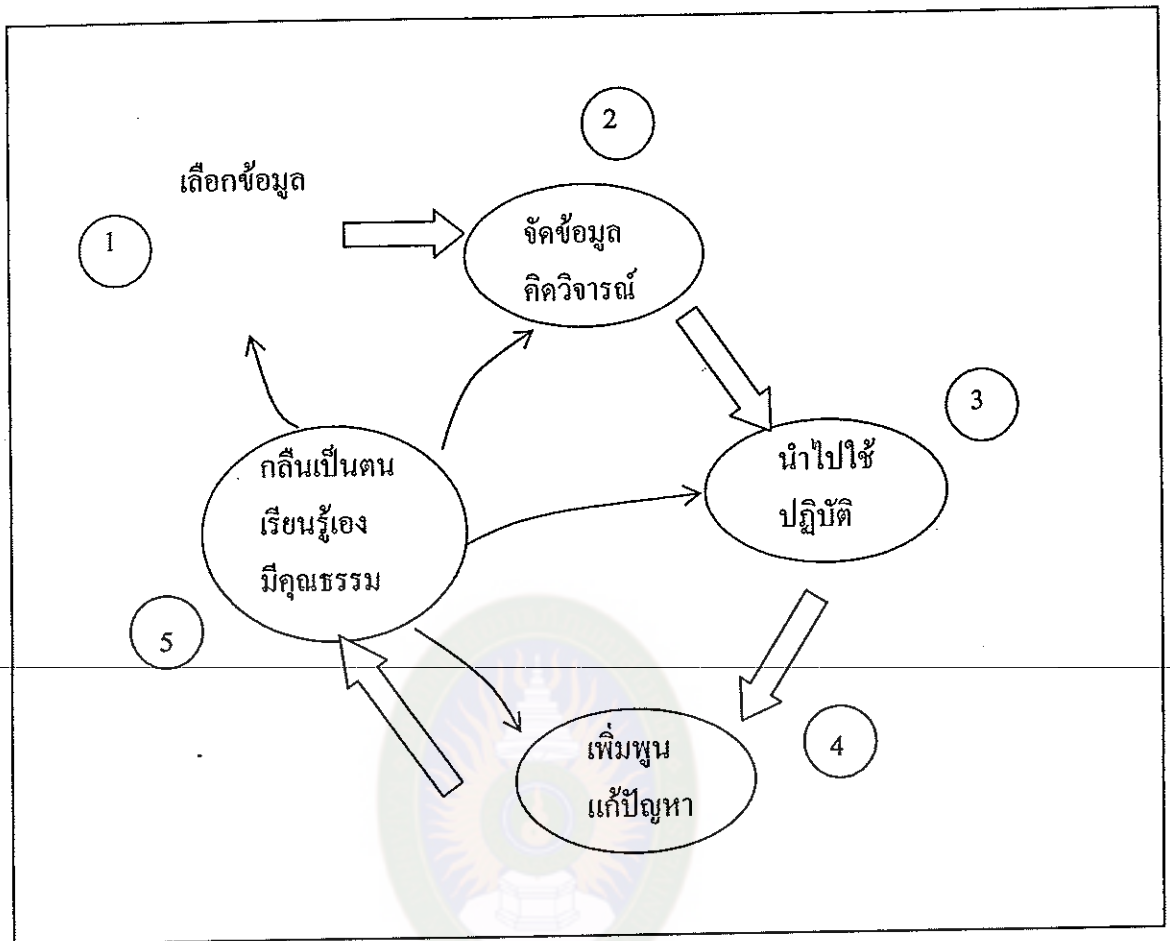 2
เลือกข้อมูล
1
จัดข้อมูล
คิดวิจารณ์
3
นำไปใช้
ปฏิบัติ
กลืนเป็นตน
เรียนรู้เอง
มีคุณธรรม
5
4
เพิ่มพูน
แก้ปัญหา